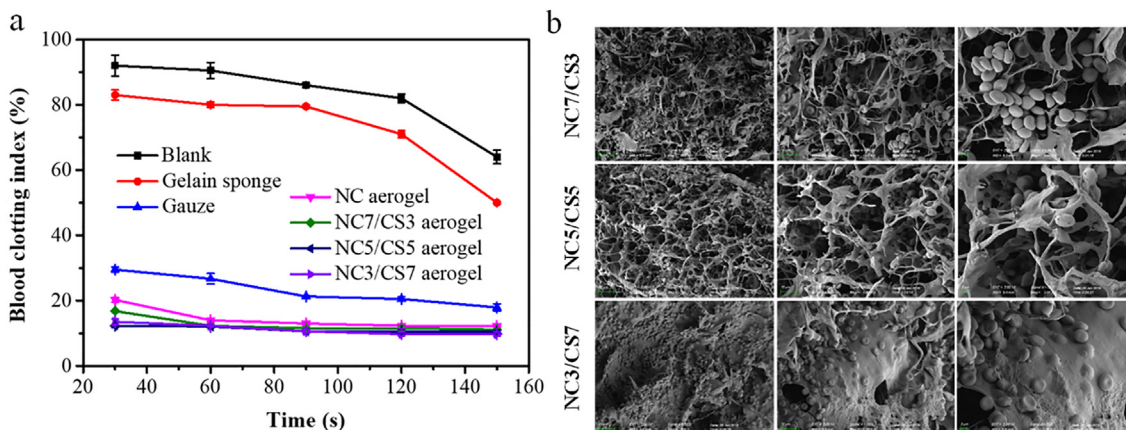 a
b
Blood clotting index (%)
100
80
60
40
20
0
Blank
Gelain sponge
Gauze
NC aerogel
NC7/CS3 aerogel
NC5/CS5 aerogel
NC3/CS7 aerogel
20 40 60 80 100 120 140 160
Time (s)
NC7/CS3
NC5/CS5
NC3/CS7